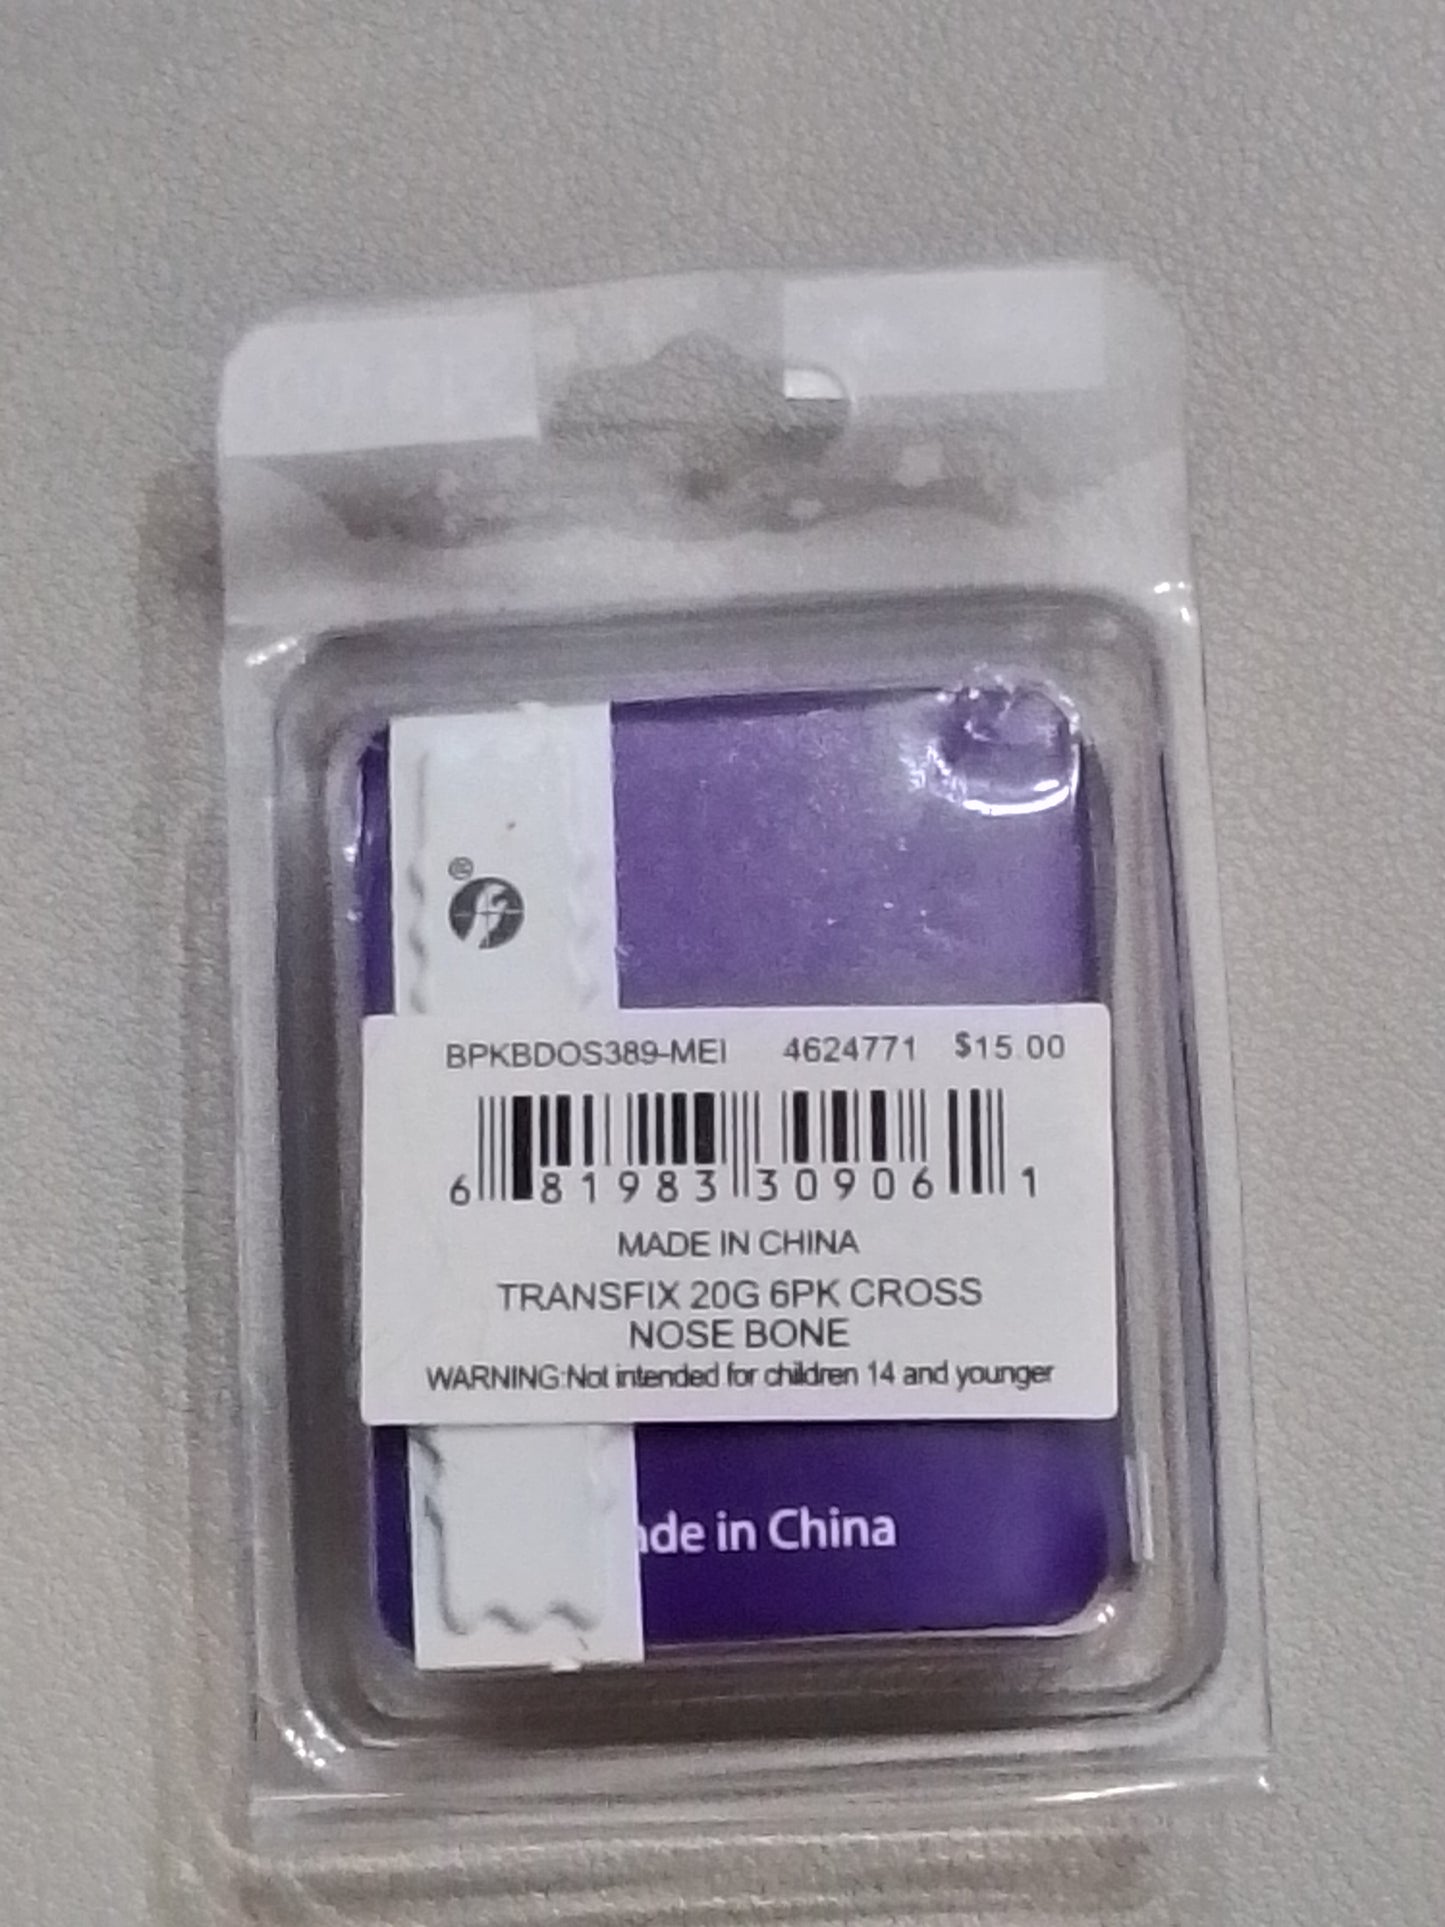 ®
BPKBDOS389-MEI 4624771 $15.00
6 81983 30906 1
MADE IN CHINA
TRANSFIX 20G 6PK CROSS
NOSE BONE
WARNING:Not intended for children 14 and younger
ade in China